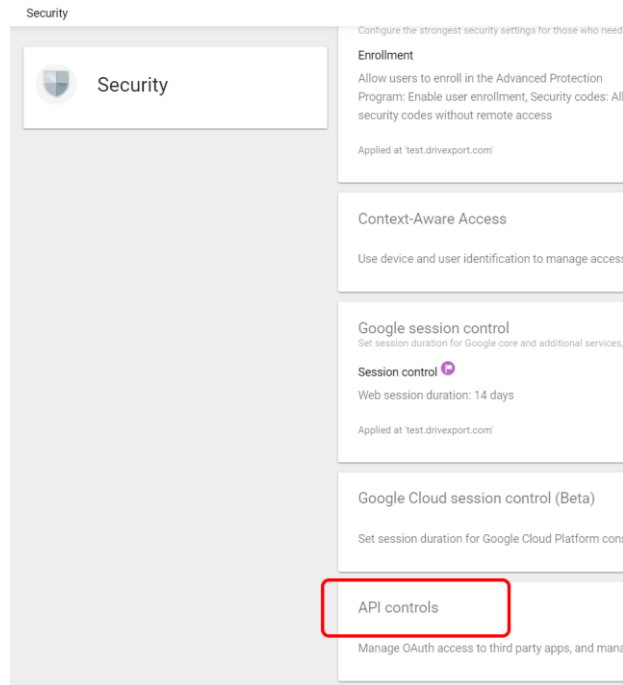 Security
Security
Configure the strongest security settings for those who need
Enrollment
Allow users to enroll in the Advanced Protection
Program: Enable user enrollment, Security codes: All
security codes without remote access
Applied at 'test.drivexport.com'
Context-Aware Access
Use device and user identification to manage access
Google session control
Set session duration for Google core and additional services,
Session control
Web session duration: 14 days
Applied at 'test.drivexport.com'
Google Cloud session control (Beta)
Set session duration for Google Cloud Platform cons
API controls
Manage OAuth access to third party apps, and mana